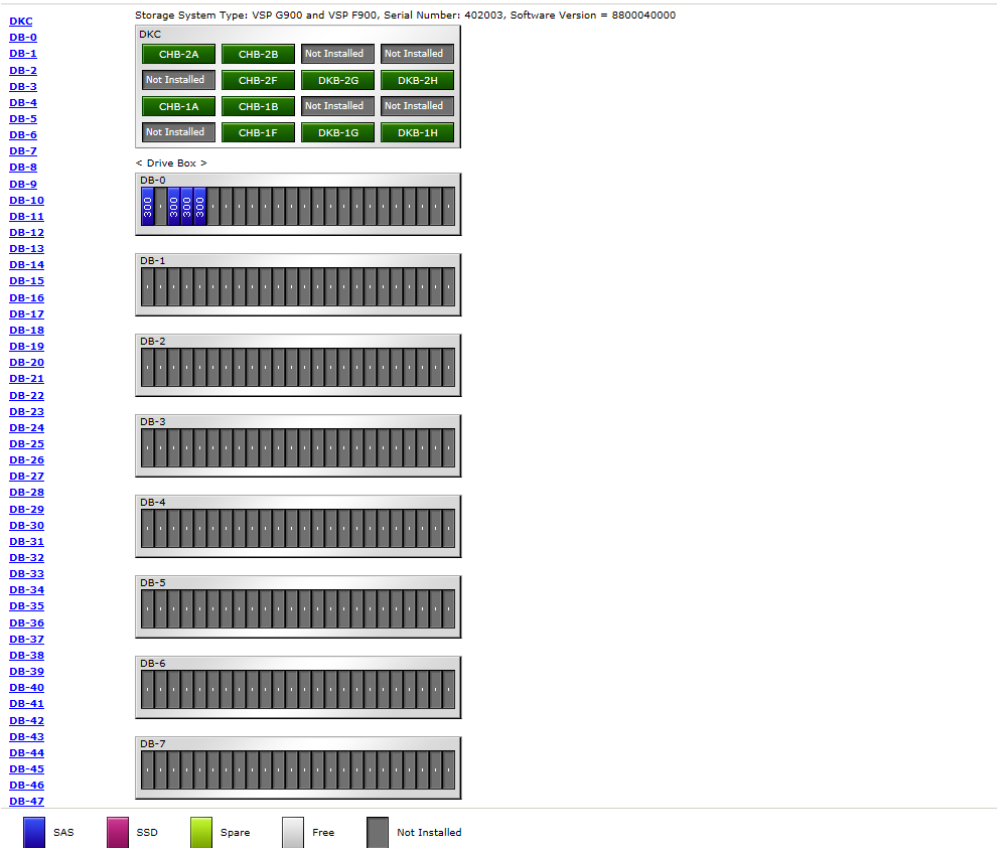 Storage System Type: VSP G900 and VSP F900, Serial Number: 402003, Software Version = 8800040000
DKC
DB-0
DB-1
DB-2
DB-3
DB-4
DB-5
DB-6
DB-7
DB-8
DB-9
DB-10
DB-11
DB-12
DB-13
DB-14
DB-15
DB-16
DB-17
DB-18
DB-19
DB-20
DB-21
DB-22
DB-23
DB-24
DB-25
DB-26
DB-27
DB-28
DB-29
DB-30
DB-31
DB-32
DB-33
DB-34
DB-35
DB-36
DB-37
DB-38
DB-39
DB-40
DB-41
DB-42
DB-43
DB-44
DB-45
DB-46
DB-47
DKC
CHB-2A CHB-2B Not Installed Not Installed
Not Installed CHB-2F DKB-2G DKB-2H
CHB-1A CHB-1B Not Installed Not Installed
Not Installed CHB-1F DKB-1G DKB-1H
< Drive Box >
DB-0
300 - 300 300 300 - - - - - - - - - - - - - - - - - - -
DB-1
- - - - - - - - - - - - - - - - - - - - - - - -
DB-2
- - - - - - - - - - - - - - - - - - - - - - - -
DB-3
- - - - - - - - - - - - - - - - - - - - - - - -
DB-4
- - - - - - - - - - - - - - - - - - - - - - - -
DB-5
- - - - - - - - - - - - - - - - - - - - - - - -
DB-6
- - - - - - - - - - - - - - - - - - - - - - - -
DB-7
- - - - - - - - - - - - - - - - - - - - - - - -
SAS SSD Spare Free Not Installed